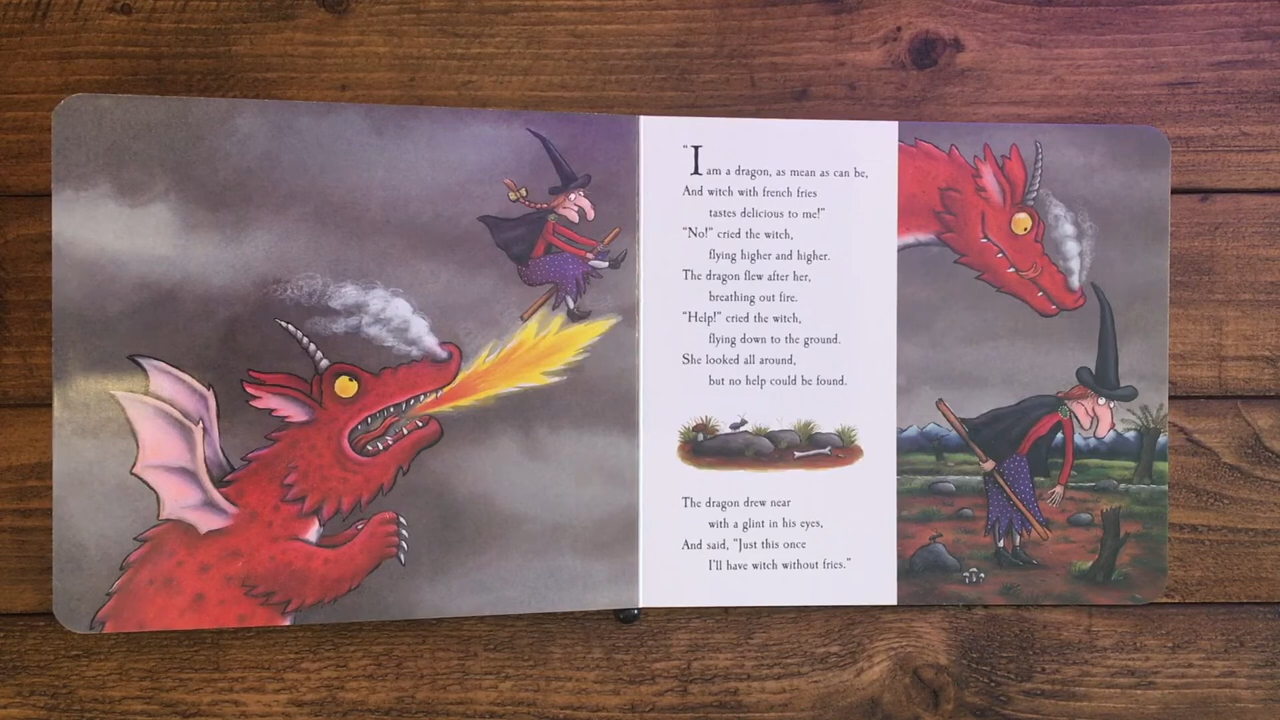 "I am a dragon, as mean as can be,
And witch with french fries
tastes delicious to me!"
"No!" cried the witch,
flying higher and higher.
The dragon flew after her,
breathing out fire.
"Help!" cried the witch,
flying down to the ground.
She looked all around,
but no help could be found.
The dragon drew near
with a glint in his eyes,
And said, "Just this once
I'll have witch without fries."